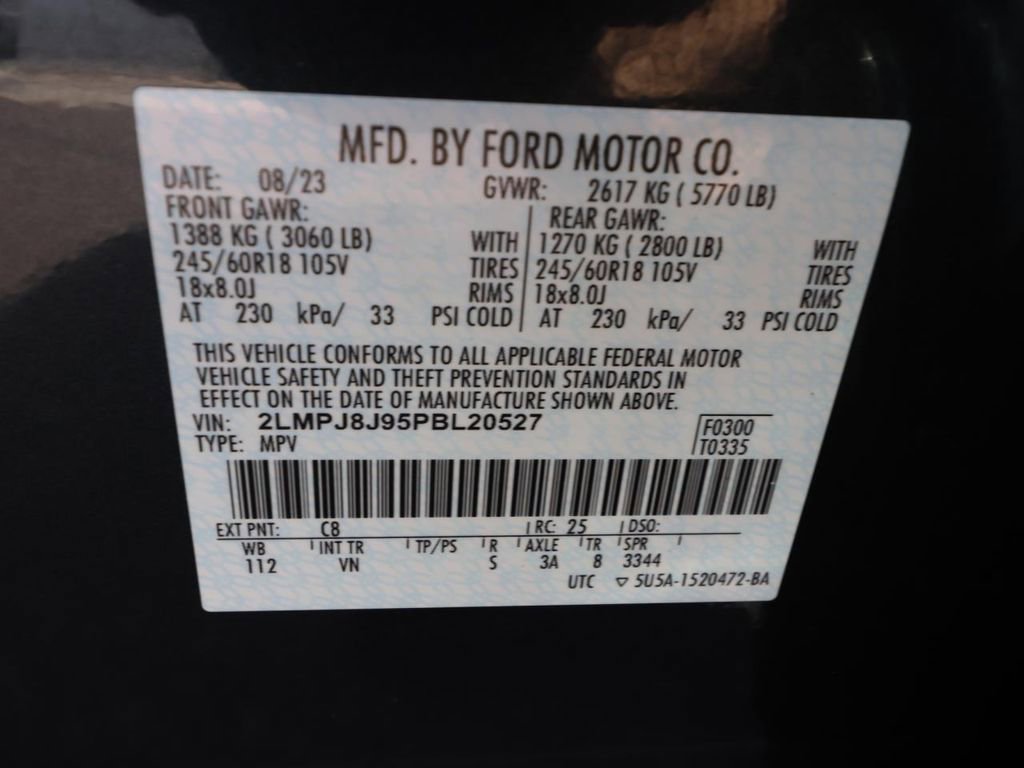 MFD. BY FORD MOTOR CO.
DATE: 08/23 GVWR: 2617 KG ( 5770 LB)
FRONT GAWR: REAR GAWR:
1388 KG ( 3060 LB) WITH 1270 KG ( 2800 LB) WITH
245/60R18 105V TIRES 245/60R18 105V TIRES
18x8.0J RIMS 18x8.0J RIMS
AT 230 kPa/ 33 PSI COLD AT 230 kPa/ 33 PSI COLD
THIS VEHICLE CONFORMS TO ALL APPLICABLE FEDERAL MOTOR
VEHICLE SAFETY AND THEFT PREVENTION STANDARDS IN
EFFECT ON THE DATE OF MANUFACTURE SHOWN ABOVE.
VIN: 2LMPJ8J95PBL20527 F0300
TYPE: MPV T0335
EXT PNT: C8 RC: 25 DSO:
WB INT TR TP/PS R AXLE TR SPR
112 VN S 3A 8 3344
UTC ▽ 5U5A-1520472-BA